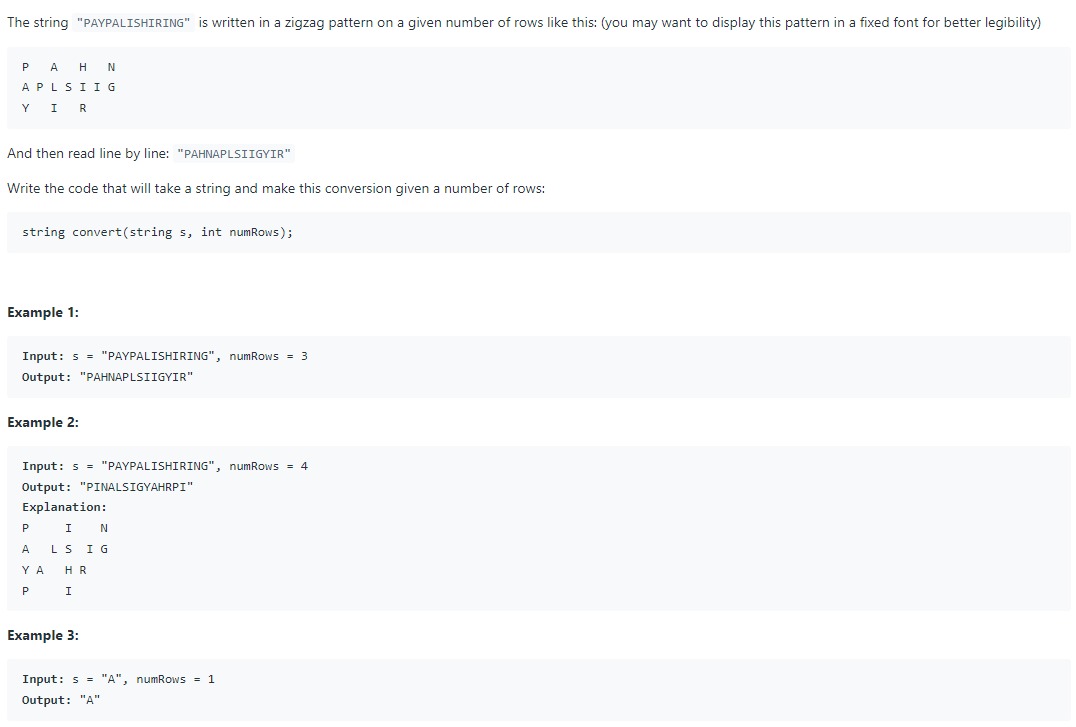 The string "PAYPALISHIRING" is written in a zigzag pattern on a given number of rows like this: (you may want to display this pattern in a fixed font for better legibility)
P   A   H   N
A P L S I I G
Y   I   R
And then read line by line: "PAHNAPLSIIGYIR"
Write the code that will take a string and make this conversion given a number of rows:
string convert(string s, int numRows);
Example 1:
Input: s = "PAYPALISHIRING", numRows = 3
Output: "PAHNAPLSIIGYIR"
Example 2:
Input: s = "PAYPALISHIRING", numRows = 4
Output: "PINALSIGYAHRPI"
Explanation:
P     I    N
A   L S  I G
Y A   H R
P     I
Example 3:
Input: s = "A", numRows = 1
Output: "A"